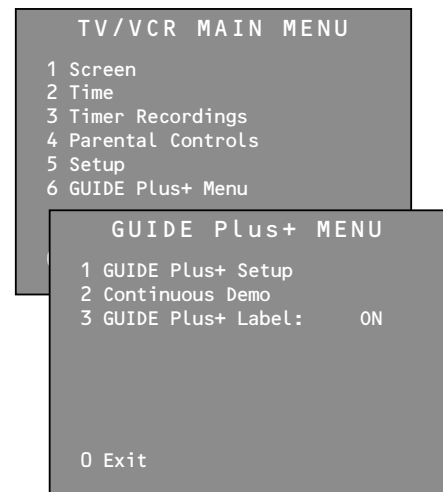 TV/VCR MAIN MENU
1 Screen
2 Time
3 Timer Recordings
4 Parental Controls
5 Setup
6 GUIDE Plus+ Menu
GUIDE Plus+ MENU
1 GUIDE Plus+ Setup
2 Continuous Demo
3 GUIDE Plus+ Label: ON
0 Exit